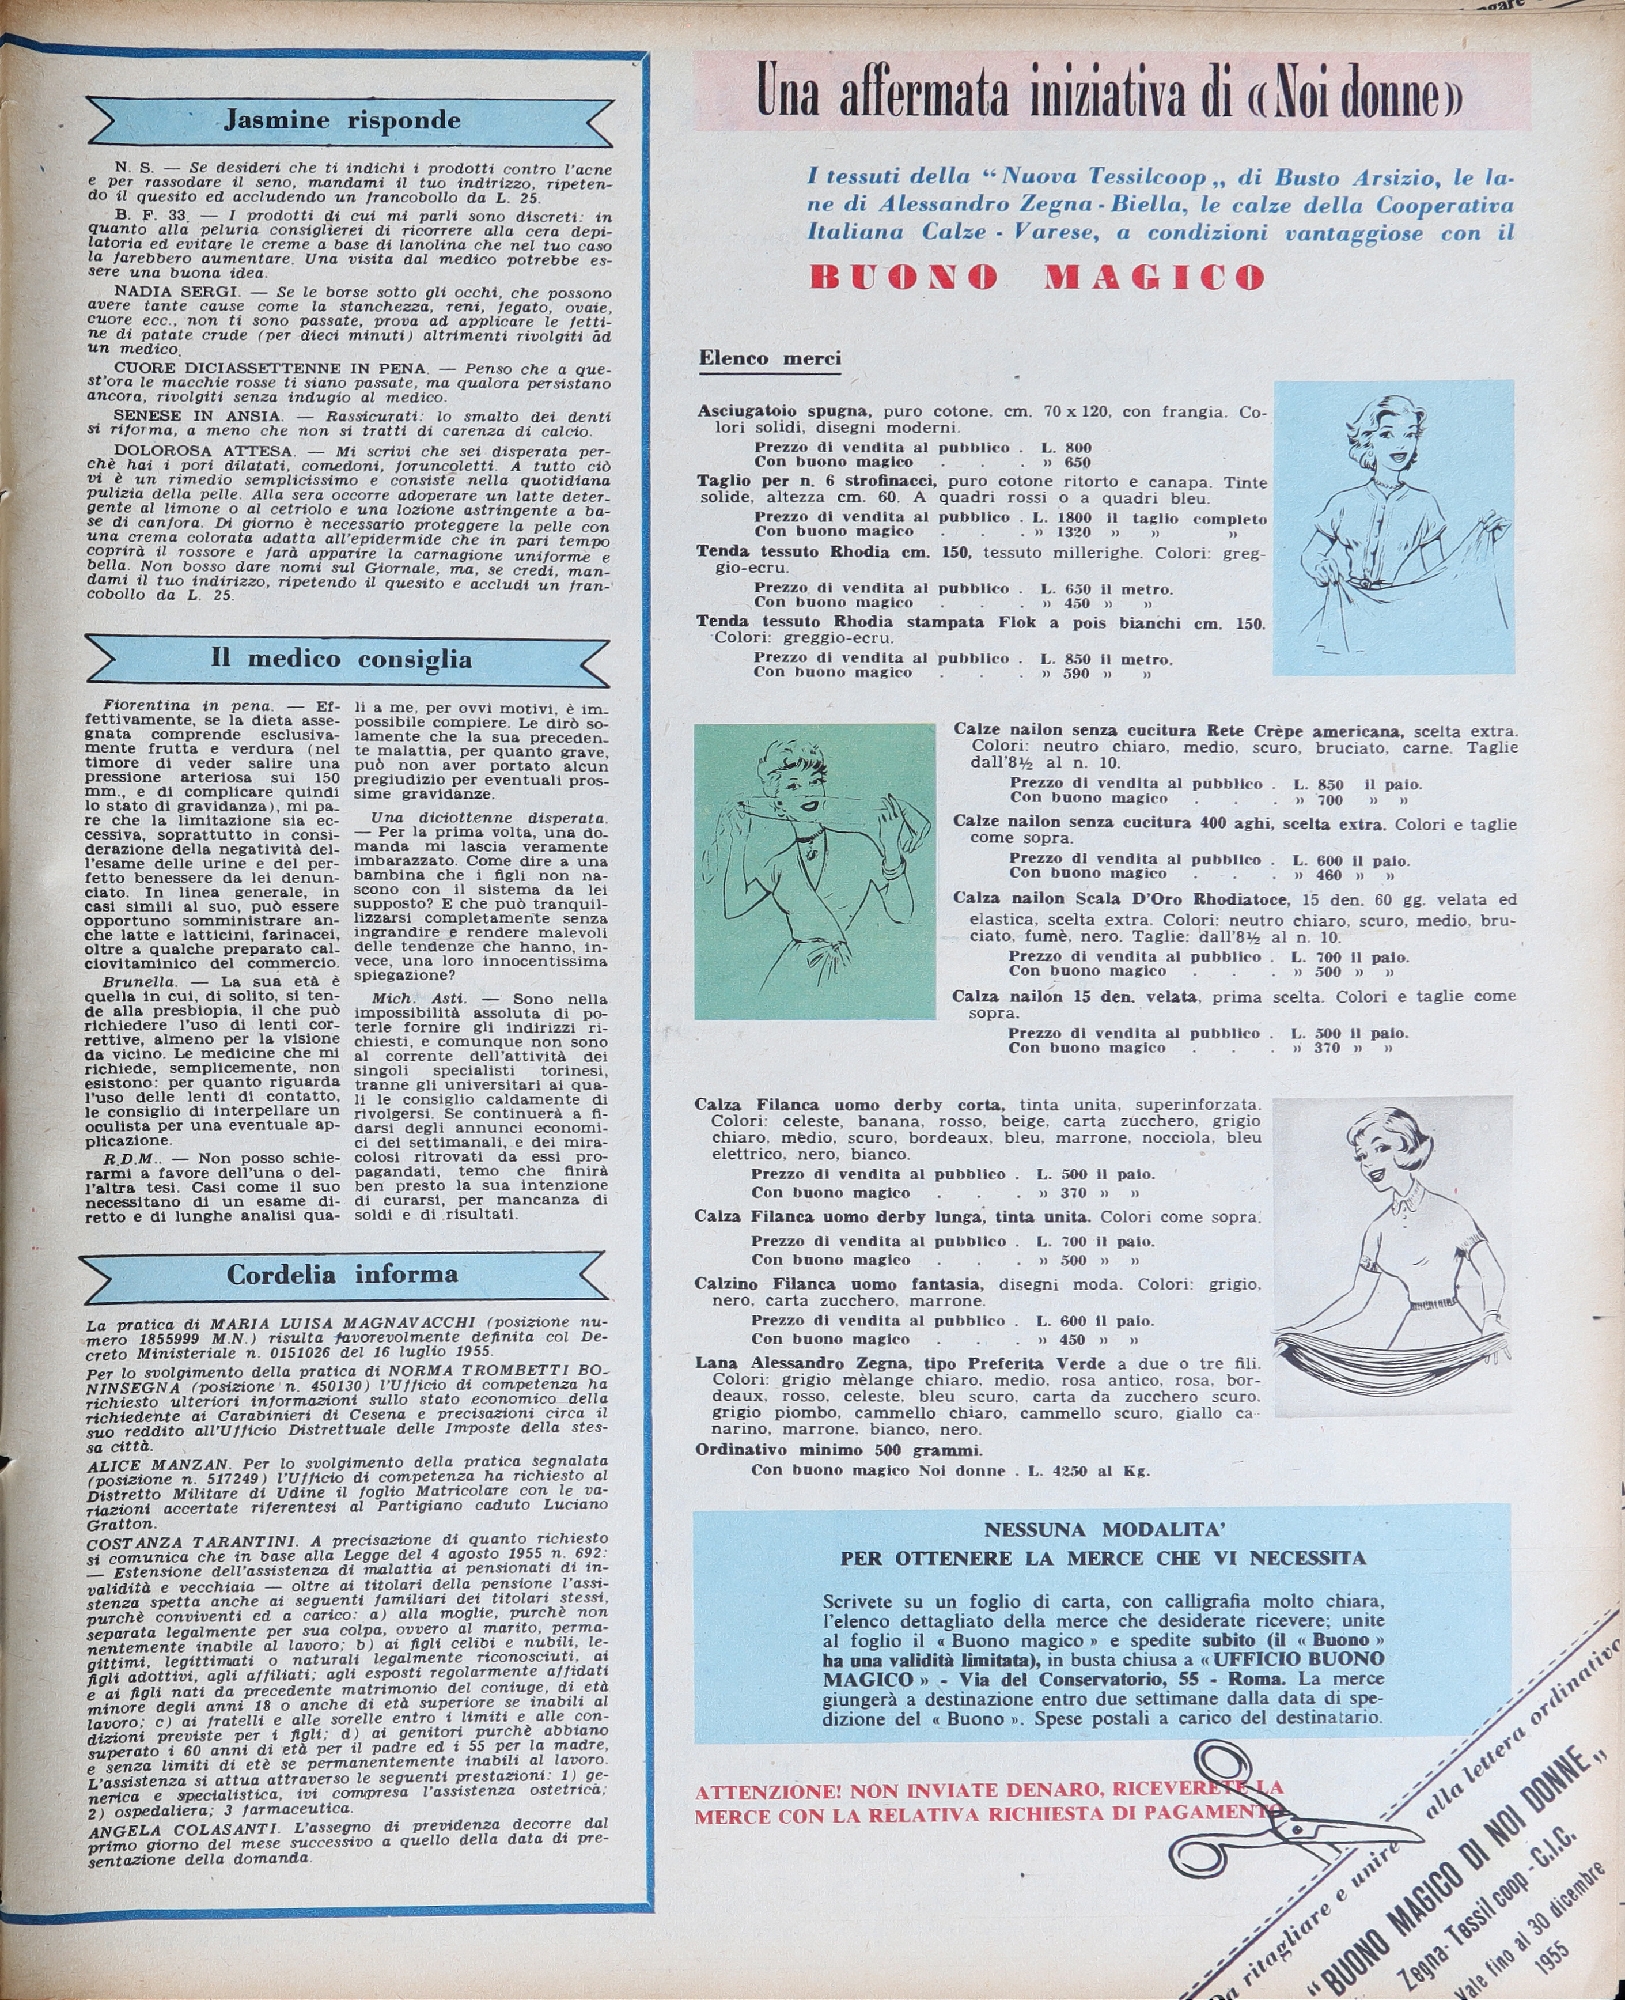 Jasmine risponde
N. S. — Se desideri che ti indichi i prodotti contro l'acne
e per rassodare il seno, mandami il tuo indirizzo, ripeten-
do il quesito ed accludendo un francobollo da L. 25.
B. F. 33. — I prodotti di cui mi parli sono discreti: in
quanto alla peluria consiglierei di ricorrere alla cera depi-
latoria ed evitare le creme a base di lanolina che nel tuo caso
la farebbero aumentare. Una visita dal medico potrebbe es-
sere una buona idea.
NADIA SERGI. — Se le borse sotto gli occhi, che possono
avere tante cause come la stanchezza, reni, fegato, ovaie,
cuore ecc., non ti sono passate, prova ad applicare le fetti-
ne di patate crude (per dieci minuti) altrimenti rivolgiti ad
un medico.
CUORE DICIASSETTENNE IN PENA. — Penso che a que-
st'ora le macchie rosse ti siano passate, ma qualora persistano
ancora, rivolgiti senza indugio al medico.
SENESE IN ANSIA. — Rassicurati: lo smalto dei denti
si riforma, a meno che non si tratti di carenza di calcio.
DOLOROSA ATTESA. — Mi scrivi che sei disperata per-
chè hai i pori dilatati, comedoni, foruncoletti. A tutto ciò
vi è un rimedio semplicissimo e consiste nella quotidiana
pulizia della pelle. Alla sera occorre adoperare un latte deter-
gente al limone o al cetriolo e una lozione astringente a ba-
se di canfora. Di giorno è necessario proteggere la pelle con
una crema colorata adatta all'epidermide che in pari tempo
coprirà il rossore e farà apparire la carnagione uniforme e
bella. Non bosso dare nomi sul Giornale, ma, se credi, man-
dami il tuo indirizzo, ripetendo il quesito e accludi un fran-
cobollo da L. 25.
Il medico consiglia
Fiorentina in pena. — Ef-
fettivamente, se la dieta asse-
gnata comprende esclusiva-
mente frutta e verdura (nel
timore di veder salire una
pressione arteriosa sui 150
mm., e di complicare quindi
lo stato di gravidanza), mi pa-
re che la limitazione sia ec-
cessiva, soprattutto in consi-
derazione della negatività del-
l'esame delle urine e del per-
fetto benessere da lei denun-
ciato. In linea generale, in
casi simili al suo, può essere
opportuno somministrare an-
che latte e latticini, farinacei,
oltre a qualche preparato cal-
ciovitaminico del commercio.
Brunella. — La sua età è
quella in cui, di solito, si ten-
de alla presbiopia, il che può
richiedere l'uso di lenti cor-
rettive, almeno per la visione
da vicino. Le medicine che mi
richiede, semplicemente, non
esistono: per quanto riguarda
l'uso delle lenti di contatto,
le consiglio di interpellare un
oculista per una eventuale ap-
plicazione.
R.D.M.. — Non posso schie-
rarmi a favore dell'una o del-
l'altra tesi. Casi come il suo
necessitano di un esame di-
retto e di lunghe analisi qua-
li a me, per ovvi motivi, è im-
possibile compiere. Le dirò so-
lamente che la sua preceden-
te malattia, per quanto grave,
può non aver portato alcun
pregiudizio per eventuali pros-
sime gravidanze.
Una diciottenne disperata.
— Per la prima volta, una do-
manda mi lascia veramente
imbarazzato. Come dire a una
bambina che i figli non na-
scono con il sistema da lei
supposto? E che può tranquil-
lizzarsi completamente senza
ingrandire e rendere malevoli
delle tendenze che hanno, in-
vece, una loro innocentissima
spiegazione?
Mich. Asti. — Sono nella
impossibilità assoluta di po-
terle fornire gli indirizzi ri-
chiesti, e comunque non sono
al corrente dell'attività dei
singoli specialisti torinesi,
tranne gli universitari ai qua-
li le consiglio caldamente di
rivolgersi. Se continuerà a fi-
darsi degli annunci economi-
ci dei settimanali, e dei mira-
colosi ritrovati da essi pro-
pagandati, temo che finirà
ben presto la sua intenzione
di curarsi, per mancanza di
soldi e di risultati.
Cordelia informa
La pratica di MARIA LUISA MAGNAVACCHI (posizione nu-
mero 1855999 M.N.) risulta favorevolmente definita col De-
creto Ministeriale n. 0151026 del 16 luglio 1955.
Per lo svolgimento della pratica di NORMA TROMBETTI BO-
NINSEGNA (posizione n. 450130) l'Ufficio di competenza ha
richiesto ulteriori informazioni sullo stato economico della
richiedente ai Carabinieri di Cesena e precisazioni circa il
suo reddito all'Ufficio Distrettuale delle Imposte della stes-
sa città.
ALICE MANZAN. Per lo svolgimento della pratica segnalata
(posizione n. 517249) l'Ufficio di competenza ha richiesto al
Distretto Militare di Udine il foglio Matricolare con le va-
riazioni accertate riferentesi al Partigiano caduto Luciano
Gratton.
COSTANZA TARANTINI. A precisazione di quanto richiesto
si comunica che in base alla Legge del 4 agosto 1955 n. 692:
— Estensione dell'assistenza di malattia ai pensionati di in-
validità e vecchiaia — oltre ai titolari della pensione l'assi-
stenza spetta anche ai seguenti familiari dei titolari stessi,
purchè conviventi ed a carico: a) alla moglie, purchè non
separata legalmente per sua colpa, ovvero al marito, perma-
nentemente inabile al lavoro; b) ai figli celibi e nubili, le-
gittimi, legittimati o naturali legalmente riconosciuti, ai
figli adottivi, agli affiliati; agli esposti regolarmente affidati
e ai figli nati da precedente matrimonio del coniuge, di età
minore degli anni 18 o anche di età superiore se inabili al
lavoro; c) ai fratelli e alle sorelle entro i limiti e alle con-
dizioni previste per i figli; d) ai genitori purchè abbiano
superato i 60 anni di età per il padre ed i 55 per la madre,
e senza limiti di etè se permanentemente inabili al lavoro.
L'assistenza si attua attraverso le seguenti prestazioni: 1) ge-
nerica e specialistica, ivi compresa l'assistenza ostetrica;
2) ospedaliera; 3 farmaceutica.
ANGELA COLASANTI. L'assegno di previdenza decorre dal
primo giorno del mese successivo a quello della data di pre-
sentazione della domanda.
Una affermata iniziativa di «Noi donne»
I tessuti della “Nuova Tessilcoop„ di Busto Arsizio, le la-
ne di Alessandro Zegna - Biella, le calze della Cooperativa
Italiana Calze - Varese, a condizioni vantaggiose con il
BUONO MAGICO
Elenco merci
Asciugatoio spugna, puro cotone, cm. 70 x 120, con frangia. Co-
lori solidi, disegni moderni.
Prezzo di vendita al pubblico . L. 800
Con buono magico . . . » 650
Taglio per n. 6 strofinacci, puro cotone ritorto e canapa. Tinte
solide, altezza cm. 60. A quadri rossi o a quadri bleu.
Prezzo di vendita al pubblico . L. 1800 il taglio completo
Con buono magico . . . » 1320 » » »
Tenda tessuto Rhodia cm. 150, tessuto millerighe. Colori: greg-
gio-ecru.
Prezzo di vendita al pubblico . L. 650 il metro.
Con buono magico . . . » 450 » »
Tenda tessuto Rhodia stampata Flok a pois bianchi cm. 150.
Colori: greggio-ecru.
Prezzo di vendita al pubblico . L. 850 il metro.
Con buono magico . . . » 590 » »
Calze nailon senza cucitura Rete Crèpe americana, scelta extra.
Colori: neutro chiaro, medio, scuro, bruciato, carne. Taglie
dall'8½ al n. 10.
Prezzo di vendita al pubblico . L. 850 il paio.
Con buono magico . . . » 700 » »
Calze nailon senza cucitura 400 aghi, scelta extra. Colori e taglie
come sopra.
Prezzo di vendita al pubblico . L. 600 il paio.
Con buono magico . . . » 460 » »
Calza nailon Scala D'Oro Rhodiatoce, 15 den. 60 gg. velata ed
elastica, scelta extra. Colori: neutro chiaro, scuro, medio, bru-
ciato, fumè, nero. Taglie: dall'8½ al n. 10.
Prezzo di vendita al pubblico . L. 700 il paio.
Con buono magico . . . » 500 » »
Calza nailon 15 den. velata, prima scelta. Colori e taglie come
sopra.
Prezzo di vendita al pubblico . L. 500 il paio.
Con buono magico . . . » 370 » »
Calza Filanca uomo derby corta, tinta unita, superinforzata.
Colori: celeste, banana, rosso, beige, carta zucchero, grigio
chiaro, mèdio, scuro, bordeaux, bleu, marrone, nocciola, bleu
elettrico, nero, bianco.
Prezzo di vendita al pubblico . L. 500 il paio.
Con buono magico . . . » 370 » »
Calza Filanca uomo derby lunga, tinta unita. Colori come sopra.
Prezzo di vendita al pubblico . L. 700 il paio.
Con buono magico . . . » 500 » »
Calzino Filanca uomo fantasia, disegni moda. Colori: grigio,
nero, carta zucchero, marrone.
Prezzo di vendita al pubblico . L. 600 il paio.
Con buono magico . . . » 450 » »
Lana Alessandro Zegna, tipo Preferita Verde a due o tre fili.
Colori: grigio mèlange chiaro, medio, rosa antico, rosa, bor-
deaux, rosso, celeste, bleu scuro, carta da zucchero scuro,
grigio piombo, cammello chiaro, cammello scuro, giallo ca-
narino, marrone, bianco, nero.
Ordinativo minimo 500 grammi.
Con buono magico Noi donne . L. 4250 al Kg.
NESSUNA MODALITA'
PER OTTENERE LA MERCE CHE VI NECESSITA
Scrivete su un foglio di carta, con calligrafia molto chiara,
l'elenco dettagliato della merce che desiderate ricevere; unite
al foglio il « Buono magico » e spedite subito (il « Buono »
ha una validità limitata), in busta chiusa a « UFFICIO BUONO
MAGICO » - Via del Conservatorio, 55 - Roma. La merce
giungerà a destinazione entro due settimane dalla data di spe-
dizione del « Buono ». Spese postali a carico del destinatario.
ATTENZIONE! NON INVIATE DENARO, RICEVERETE LA
MERCE CON LA RELATIVA RICHIESTA DI PAGAMENTO
Da ritagliare e unire alla lettera ordinativo
“BUONO MAGICO DI NOI DONNE„
Zegna - Tessil coop - C.I.C.
Vale fino al 30 dicembre
1955